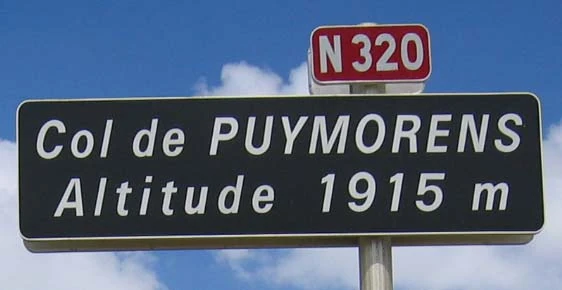 N 320
Col de PUYMORENS
Altitude 1915 m